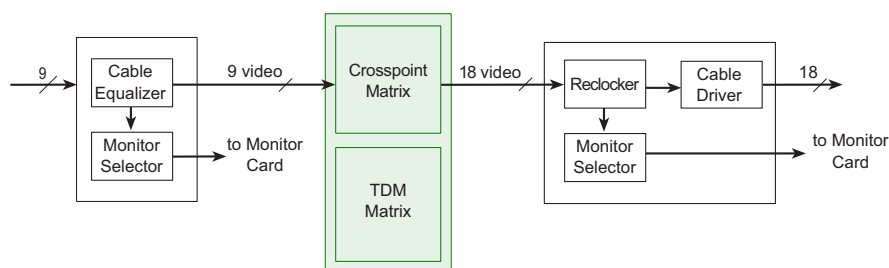 9
Cable
Equalizer
Monitor
Selector
9 video
to Monitor
Card
Crosspoint
Matrix
TDM
Matrix
18 video
Reclocker
Cable
Driver
Monitor
Selector
18
to Monitor
Card